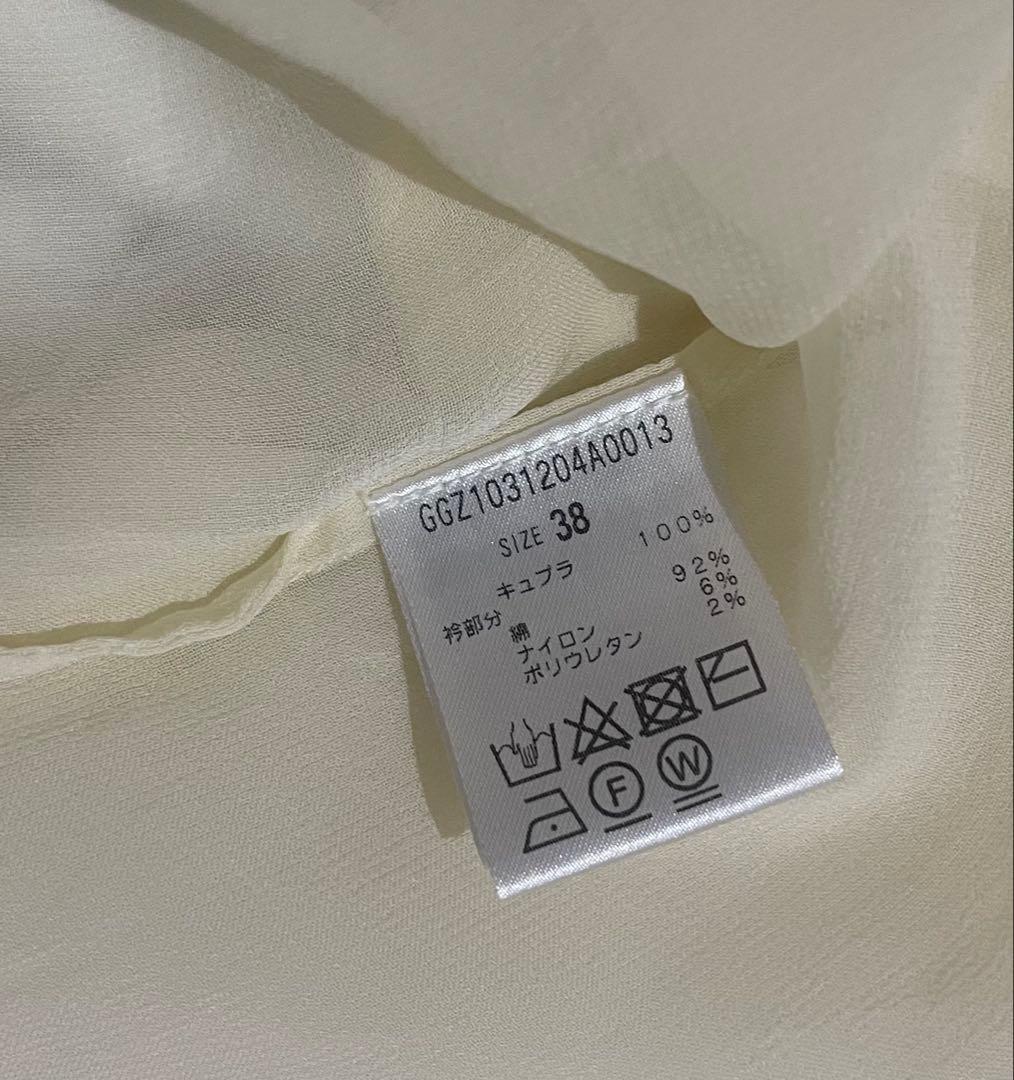 GGZ1031204A0013
SIZE 38
キュプラ 100%
衿部分 綿 92%
ナイロン 6%
ポリウレタン 2%
F W